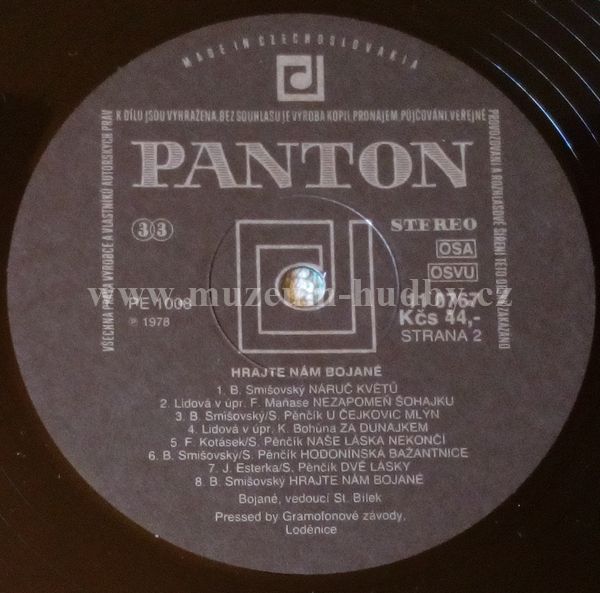 MADE IN CZECHOSLOVAKIA
VŠECHNA PRÁVA VÝROBCE A VLASTNÍKŮ AUTORSKÝCH PRÁV
K DÍLU JSOU VYHRAŽENA. BEZ SOUHLASU JE VÝROBA KOPIÍ, PRONÁJEM, PŮJČOVÁNÍ, VEŘEJNÉ
PROVOZOVÁNÍ A ROZHLASOVÉ ŠÍŘENÍ TÉTO DESKY ZAKÁZÁNO
PANTON
33
STEREO
OSA
OSVU
www.muzeum-hudby.cz
PE 1008
0767
℗ 1978
Kčs 44,-
STRANA 2
HRAJTE NÁM BOJANÉ
1. B. Smišovský NÁRUČ KVĚTŮ
2. Lidová v úpr. F. Maňase NEZAPOMEŇ ŠOHAJKU
3. B. Smišovský/S. Pěnčík U ČEJKOVIC MLÝN
4. Lidová v úpr. K. Bohůna ZA DUNAJKEM
5. F. Kotásek/S. Pěnčík NAŠE LÁSKA NEKONČÍ
6. B. Smišovský/S. Pěnčík HODONÍNSKÁ BAŽANTNICE
7. J. Esterka/S. Pěnčík DVĚ LÁSKY
8. B. Smišovský HRAJTE NÁM BOJANÉ
Bojané, vedoucí St. Bílek
Pressed by Gramofonové závody,
Loděnice